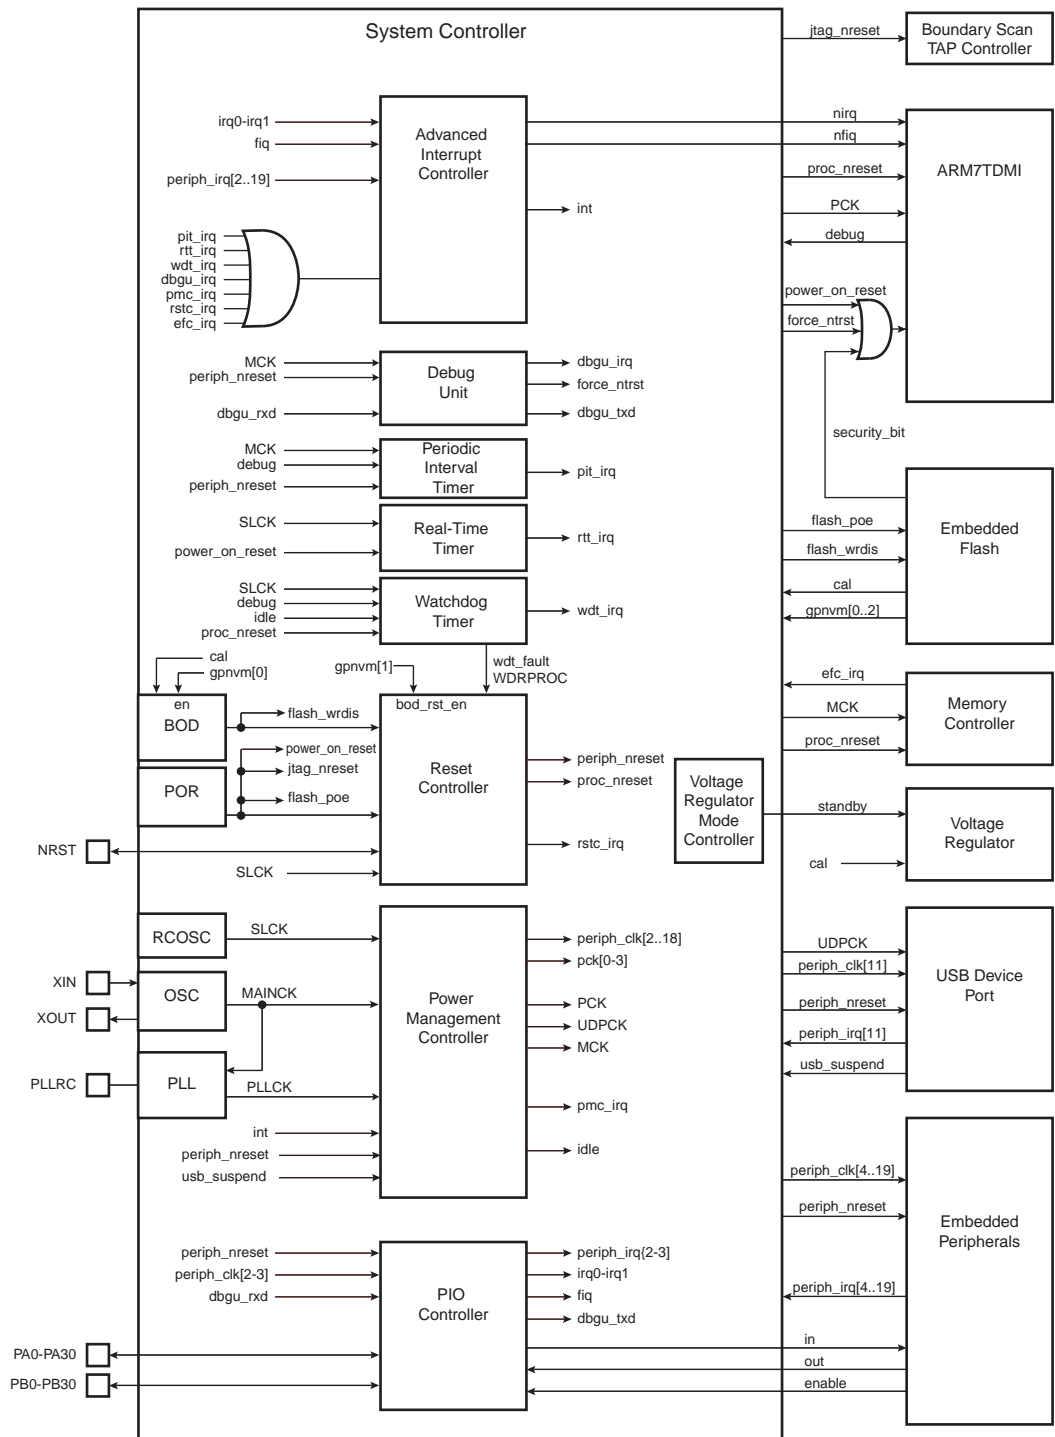 System Controller
jtag_nreset
Boundary Scan
TAP Controller
irq0-irq1
fiq
periph_irq[2..19]
Advanced
Interrupt
Controller
int
nirq
nfiq
proc_nreset
PCK
debug
ARM7TDMI
pit_irq
rtt_irq
wdt_irq
dbgu_irq
pmc_irq
rstc_irq
efc_irq
power_on_reset
force_ntrst
security_bit
MCK
periph_nreset
dbgu_rxd
Debug
Unit
dbgu_irq
force_ntrst
dbgu_txd
MCK
debug
periph_nreset
Periodic
Interval
Timer
pit_irq
SLCK
power_on_reset
Real-Time
Timer
rtt_irq
flash_poe
flash_wrdis
cal
gpnvm[0..2]
Embedded
Flash
SLCK
debug
idle
proc_nreset
Watchdog
Timer
wdt_irq
wdt_fault
WDRPROC
cal
gpnvm[0]
gpnvm[1]
en
BOD
bod_rst_en
flash_wrdis
power_on_reset
jtag_nreset
flash_poe
POR
Reset
Controller
periph_nreset
proc_nreset
rstc_irq
NRST
SLCK
efc_irq
MCK
proc_nreset
Memory
Controller
Voltage
Regulator
Mode
Controller
standby
cal
Voltage
Regulator
RCOSC
SLCK
XIN
OSC
MAINCK
XOUT
PLLRC
PLL
PLLCK
int
periph_nreset
usb_suspend
Power
Management
Controller
periph_clk[2..18]
pck[0-3]
PCK
UDPCK
MCK
pmc_irq
idle
UDPCK
periph_clk[11]
periph_nreset
periph_irq[11]
usb_suspend
USB Device
Port
periph_clk[4..19]
periph_nreset
periph_irq[4..19]
in
out
enable
Embedded
Peripherals
periph_nreset
periph_clk[2-3]
dbgu_rxd
PIO
Controller
periph_irq{2-3]
irq0-irq1
fiq
dbgu_txd
PA0-PA30
PB0-PB30